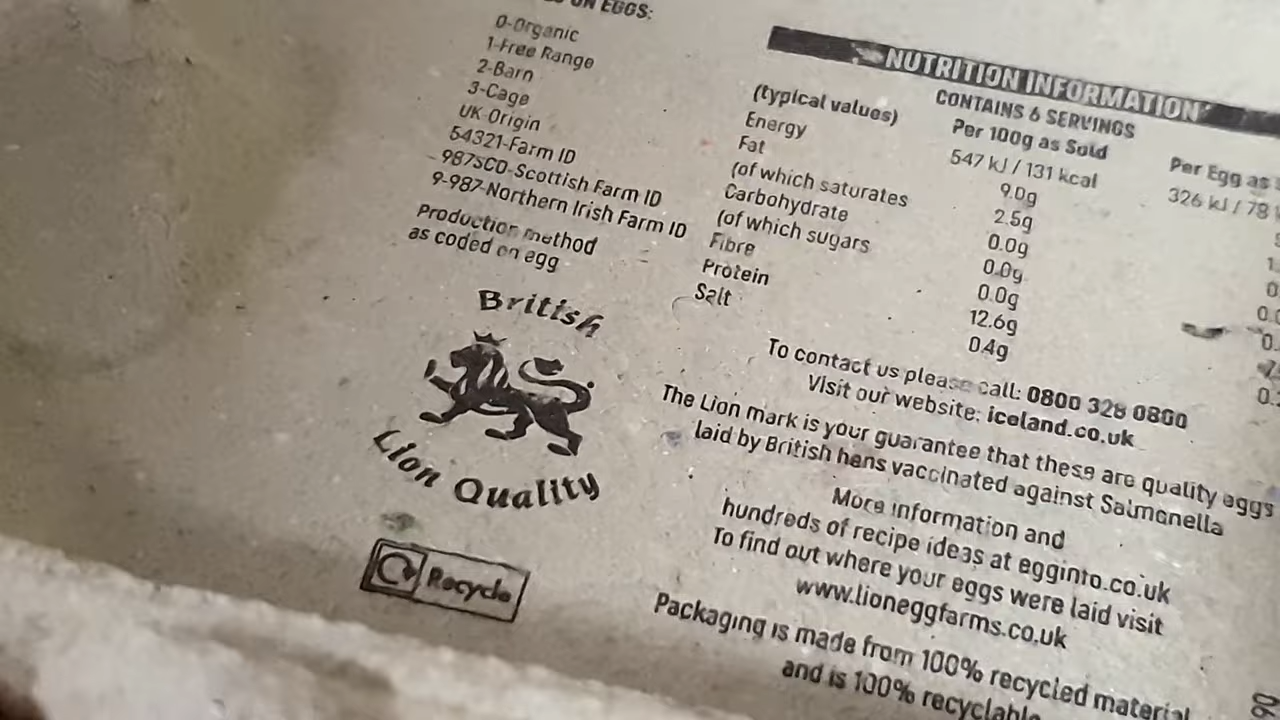 ON EGGS:
0-Organic
1-Free Range
2-Barn
3-Cage
UK Origin
54321-Farm ID
987SCO-Scottish Farm ID
9-987-Northern Irish Farm ID
Production method
as coded on egg
British
Lion Quality
Recycle
NUTRITION INFORMATION
CONTAINS 6 SERVINGS
(typical values) Per 100g as Sold Per Egg as
Energy 547 kJ / 131 kcal 326 kJ / 78
Fat 9.0g
(of which saturates 2.5g 1.
Carbohydrate 0.0g 0
(of which sugars 0.0g 0.0
Fibre 0.0g 0.
Protein 12.6g
Salt 0.4g 0.
To contact us please call: 0800 328 0800
Visit our website: iceland.co.uk
The Lion mark is your guarantee that these are quality eggs
laid by British hens vaccinated against Salmonella
More information and
hundreds of recipe ideas at egginfo.co.uk
To find out where your eggs were laid visit
www.lioneggfarms.co.uk
Packaging is made from 100% recycled material
and is 100% recyclable